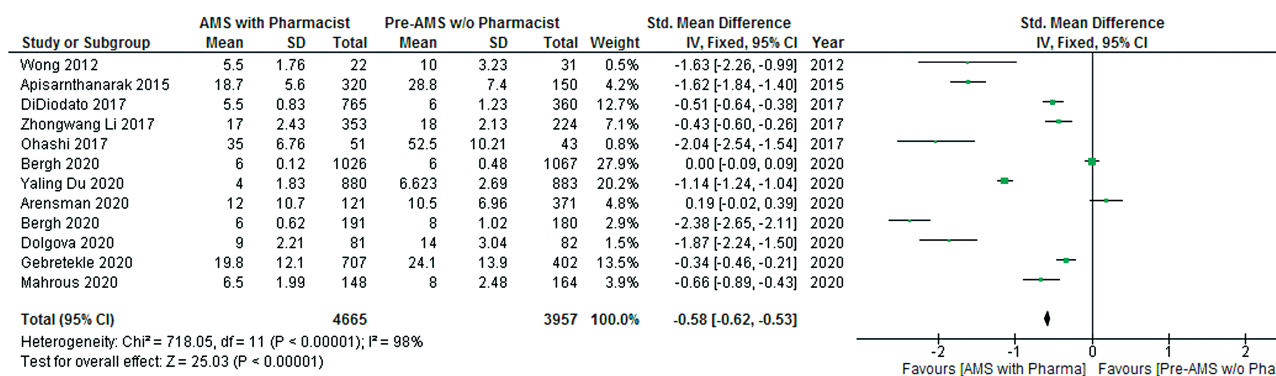 AMS with Pharmacist Pre-AMS w/o Pharmacist Std. Mean Difference Std. Mean Difference
Study or Subgroup Mean SD Total Mean SD Total Weight IV, Fixed, 95% CI Year IV, Fixed, 95% CI
Wong 2012 5.5 1.76 22 10 3.23 31 0.5% -1.63 [-2.26, -0.99] 2012
Apisarnthanarak 2015 18.7 5.6 320 28.8 7.4 150 4.2% -1.62 [-1.84, -1.40] 2015
DiDiodato 2017 5.5 0.83 765 6 1.23 360 12.7% -0.51 [-0.64, -0.38] 2017
Zhongwang Li 2017 17 2.43 353 18 2.13 224 7.1% -0.43 [-0.60, -0.26] 2017
Ohashi 2017 35 6.76 51 52.5 10.21 43 0.8% -2.04 [-2.54, -1.54] 2017
Bergh 2020 6 0.12 1026 6 0.48 1067 27.9% 0.00 [-0.09, 0.09] 2020
Yaling Du 2020 4 1.83 880 6.623 2.69 883 20.2% -1.14 [-1.24, -1.04] 2020
Arensman 2020 12 10.7 121 10.5 6.96 371 4.8% 0.19 [-0.02, 0.39] 2020
Bergh 2020 6 0.62 191 8 1.02 180 3.0% -2.38 [-2.65, -2.11] 2020
Dolgova 2020 9 2.21 81 14 3.04 82 1.5% -1.87 [-2.24, -1.50] 2020
Gebretekle 2020 19.8 12.1 707 24.1 13.9 402 13.5% -0.34 [-0.46, -0.21] 2020
Mahrous 2020 6.5 1.99 148 8 2.48 164 3.9% -0.66 [-0.89, -0.43] 2020
Total (95% CI) 4665 3957 100.0% -0.58 [-0.62, -0.53]
Heterogeneity: Chi² = 718.05, df = 11 (P < 0.00001); I² = 98%
Test for overall effect: Z = 25.03 (P < 0.00001)
-2 -1 0 1 2
Favours [AMS with Pharma] Favours [Pre-AMS w/o Pha